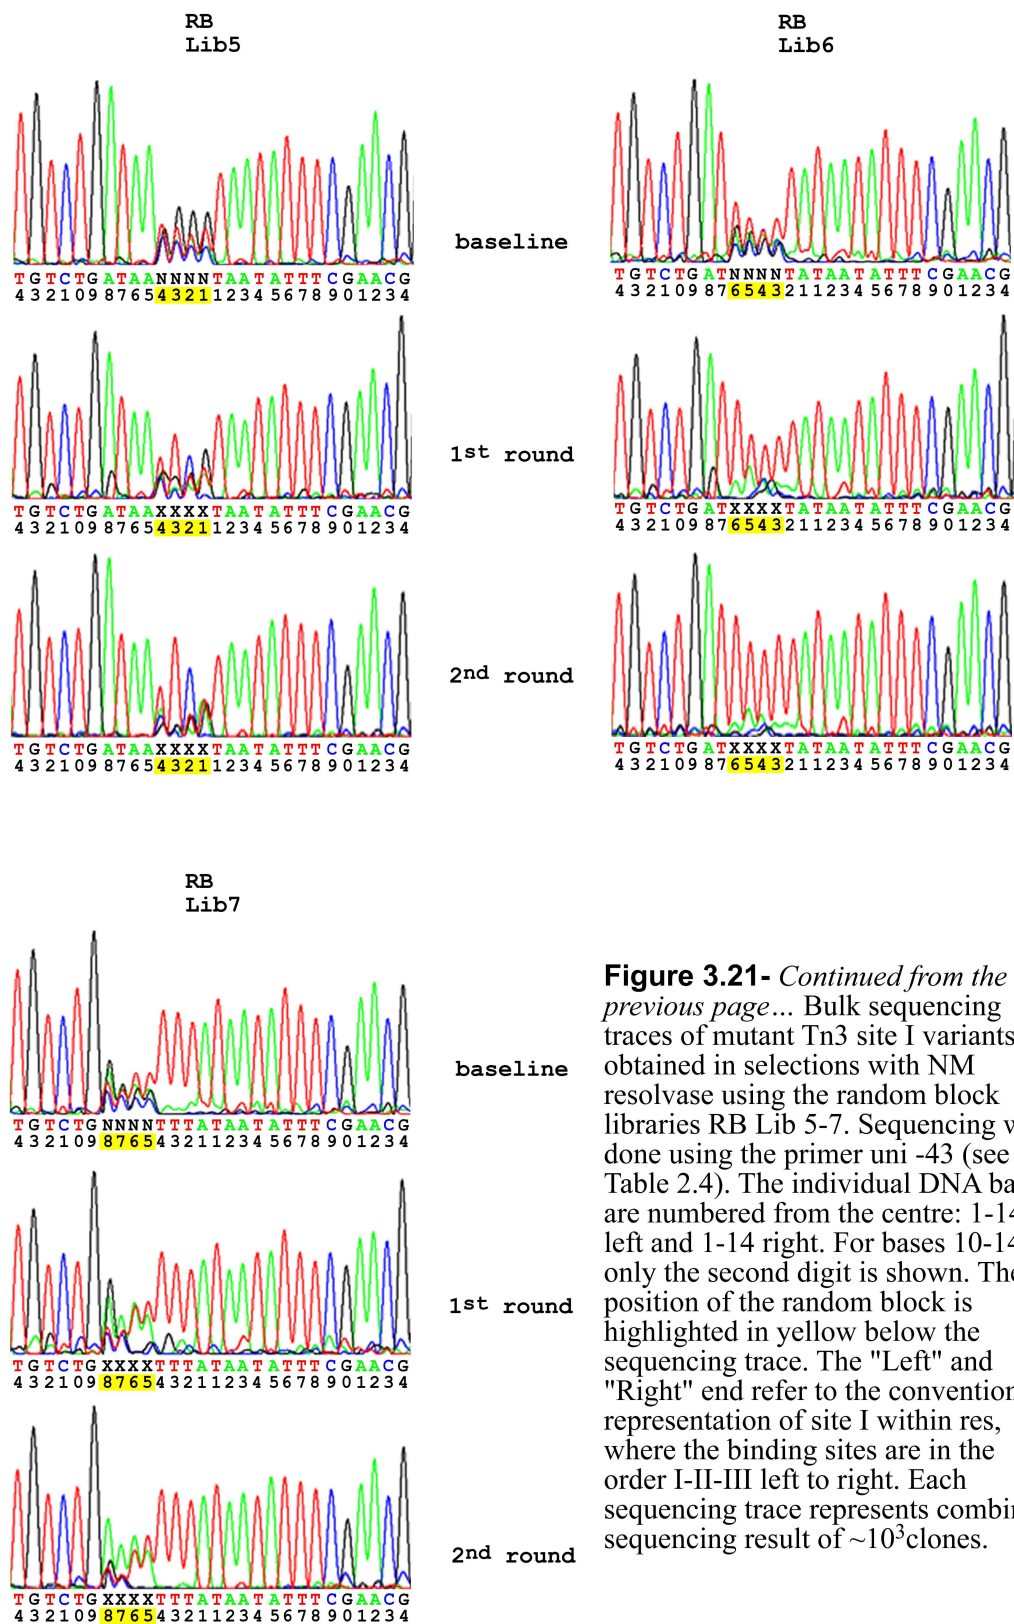 RB
Lib5
TGTCTGATAANNNNTAATATTTCGAACG
4321098765432112345678901234
TGTCTGATAAXXXXTAATATTTCGAACG
4321098765432112345678901234
TGTCTGATAAXXXXTAATATTTCGAACG
4321098765432112345678901234
baseline
1st round
2nd round
RB
Lib6
TGTCTGATNNNNTATAATATTTCGAACG
4321098765432112345678901234
TGTCTGATXXXXTATAATATTTCGAACG
4321098765432112345678901234
TGTCTGATXXXXTATAATATTTCGAACG
4321098765432112345678901234
RB
Lib7
TGTCTGNNNNTTTATAATATTTCGAACG
4321098765432112345678901234
TGTCTGXXXXTTTATAATATTTCGAACG
4321098765432112345678901234
TGTCTGXXXXTTTATAATATTTCGAACG
4321098765432112345678901234
baseline
1st round
2nd round
Figure 3.21- Continued from the
previous page... Bulk sequencing
traces of mutant Tn3 site I variants
obtained in selections with NM
resolvase using the random block
libraries RB Lib 5-7. Sequencing w
done using the primer uni -43 (see
Table 2.4). The individual DNA ba
are numbered from the centre: 1-14
left and 1-14 right. For bases 10-14
only the second digit is shown. The
position of the random block is
highlighted in yellow below the
sequencing trace. The "Left" and
"Right" end refer to the convention
representation of site I within res,
where the binding sites are in the
order I-II-III left to right. Each
sequencing trace represents combin
sequencing result of ~10³clones.